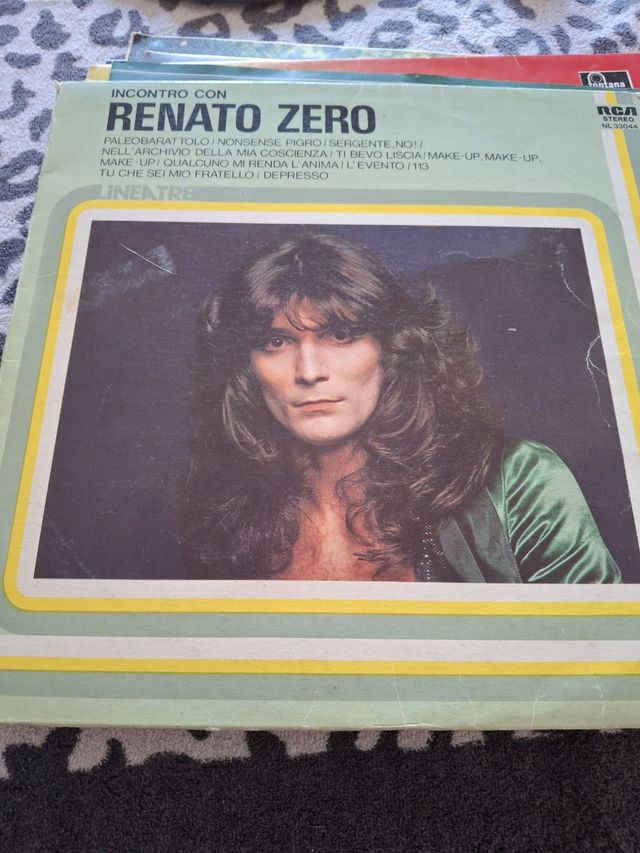 fontana
INCONTRO CON
RENATO ZERO
PALEOBARATTOLO / NONSENSE PIGRO / SERGENTE, NO! /
NELL'ARCHIVIO DELLA MIA COSCIENZA / TI BEVO LISCIA / MAKE-UP, MAKE-UP,
MAKE-UP / QUALCUNO MI RENDA L'ANIMA / L'EVENTO / 113
TU CHE SEI MIO FRATELLO / DEPRESSO
LINEATRE
RCA
STEREO
NL 33044